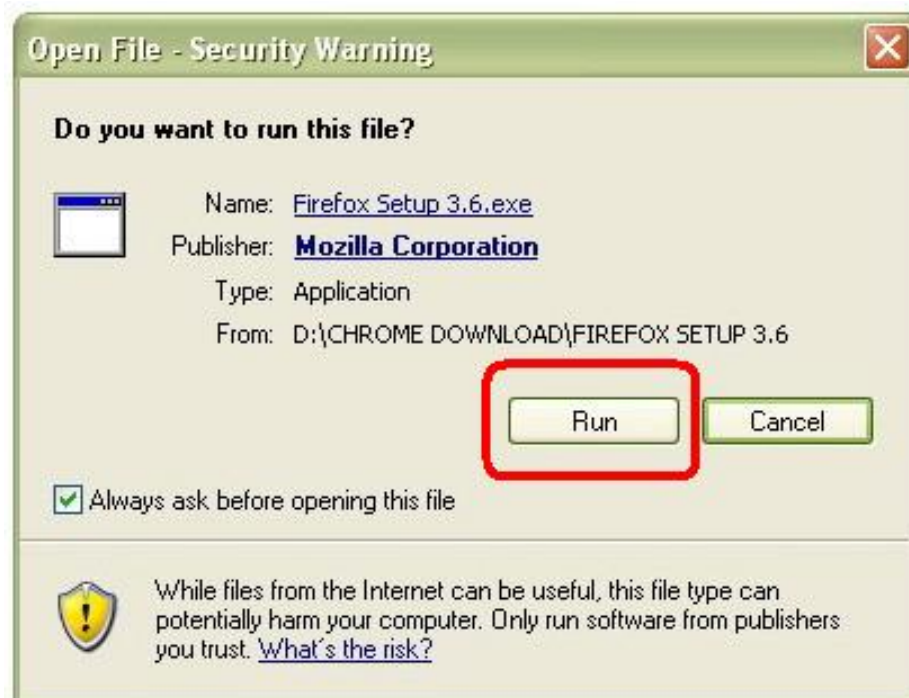 Open File - Security Warning
Do you want to run this file?
Name: Firefox Setup 3.6.exe
Publisher: Mozilla Corporation
Type: Application
From: D:\CHROME DOWNLOAD\FIREFOX SETUP 3.6
Run Cancel
Always ask before opening this file
While files from the Internet can be useful, this file type can
potentially harm your computer. Only run software from publishers
you trust. What's the risk?